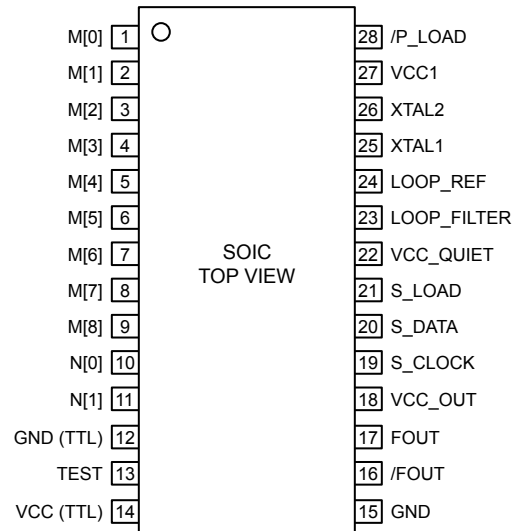 M[0] 1 28 /P_LOAD
M[1] 2 27 VCC1
M[2] 3 26 XTAL2
M[3] 4 25 XTAL1
M[4] 5 24 LOOP_REF
M[5] 6 23 LOOP_FILTER
M[6] 7 SOIC 22 VCC_QUIET
TOP VIEW
M[7] 8 21 S_LOAD
M[8] 9 20 S_DATA
N[0] 10 19 S_CLOCK
N[1] 11 18 VCC_OUT
GND (TTL) 12 17 FOUT
TEST 13 16 /FOUT
VCC (TTL) 14 15 GND